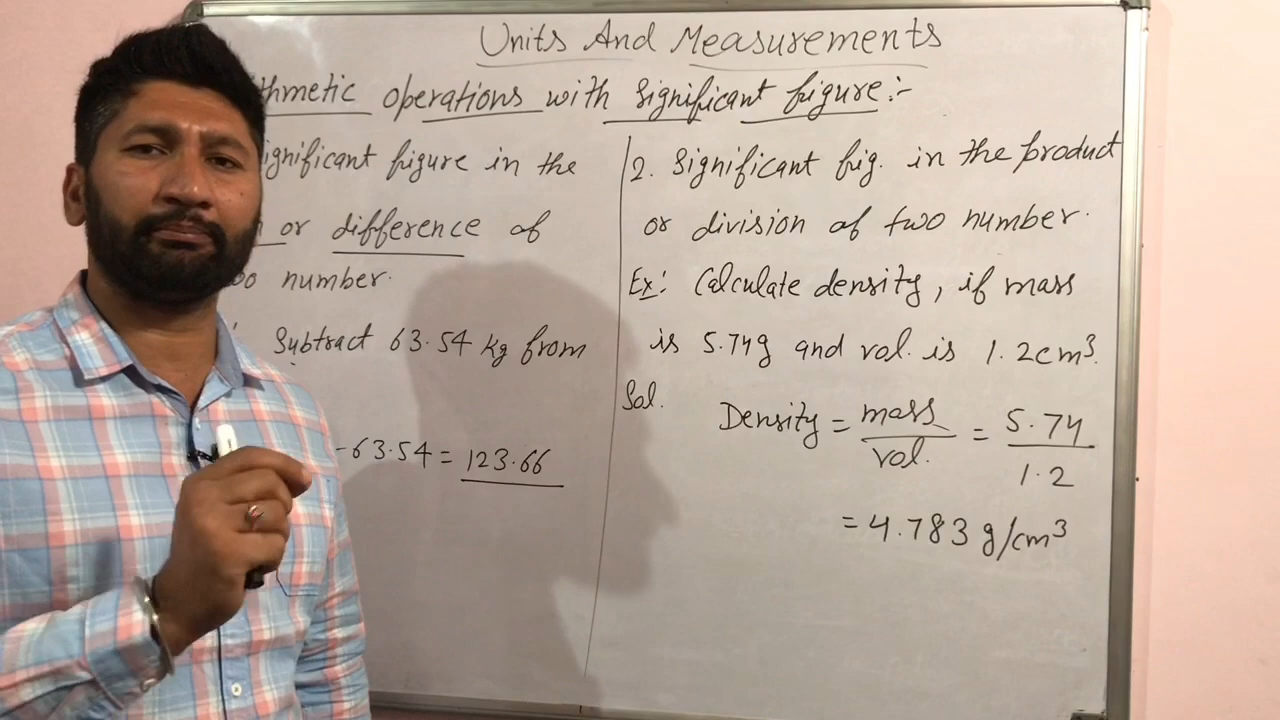 Units And Measurements
thmetic operations with significant figure:-
ignificant figure in the
or difference of
number.
Subtract 63.54 kg from
-63.54 = 123.66
2. Significant fig. in the product
or division of two number.
Ex: Calculate density, if mass
is 5.74g and vol. is 1.2cm³.
Sol.
Density = mass/vol. = 5.74/1.2
= 4.783 g/cm³